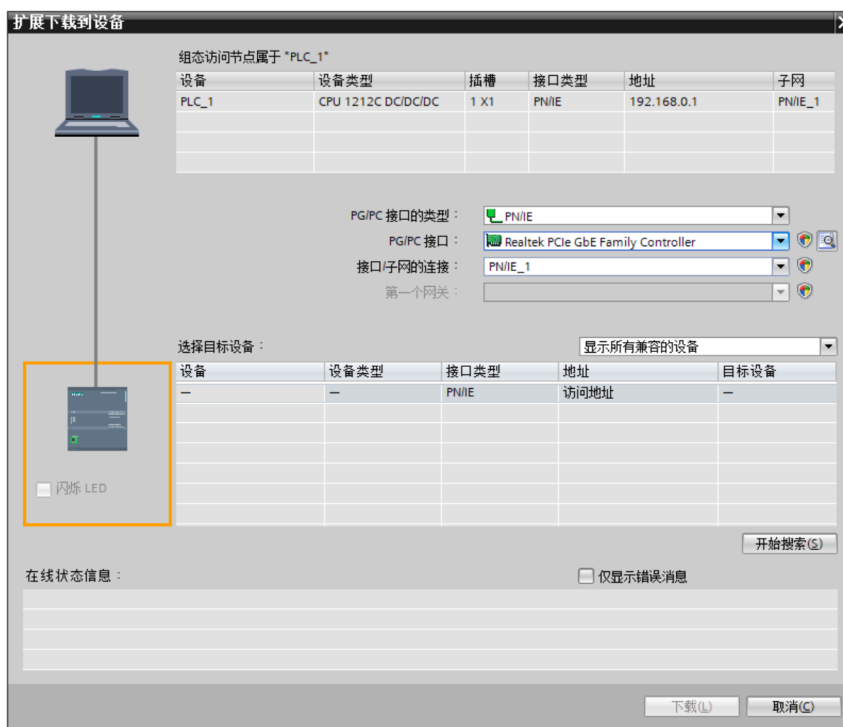 扩展下载到设备
组态访问节点属于 "PLC_1"
设备 设备类型 插槽 接口类型 地址 子网
PLC_1 CPU 1212C DC/DC/DC 1 X1 PN/IE 192.168.0.1 PN/IE_1
PG/PC 接口的类型： PN/IE
PG/PC 接口： Realtek PCIe GbE Family Controller
接口/子网的连接： PN/IE_1
第一个网关：
选择目标设备： 显示所有兼容的设备
设备 设备类型 接口类型 地址 目标设备
— — PN/IE 访问地址 —
闪烁 LED
开始搜索(S)
在线状态信息： 仅显示错误消息
下载(L) 取消(C)